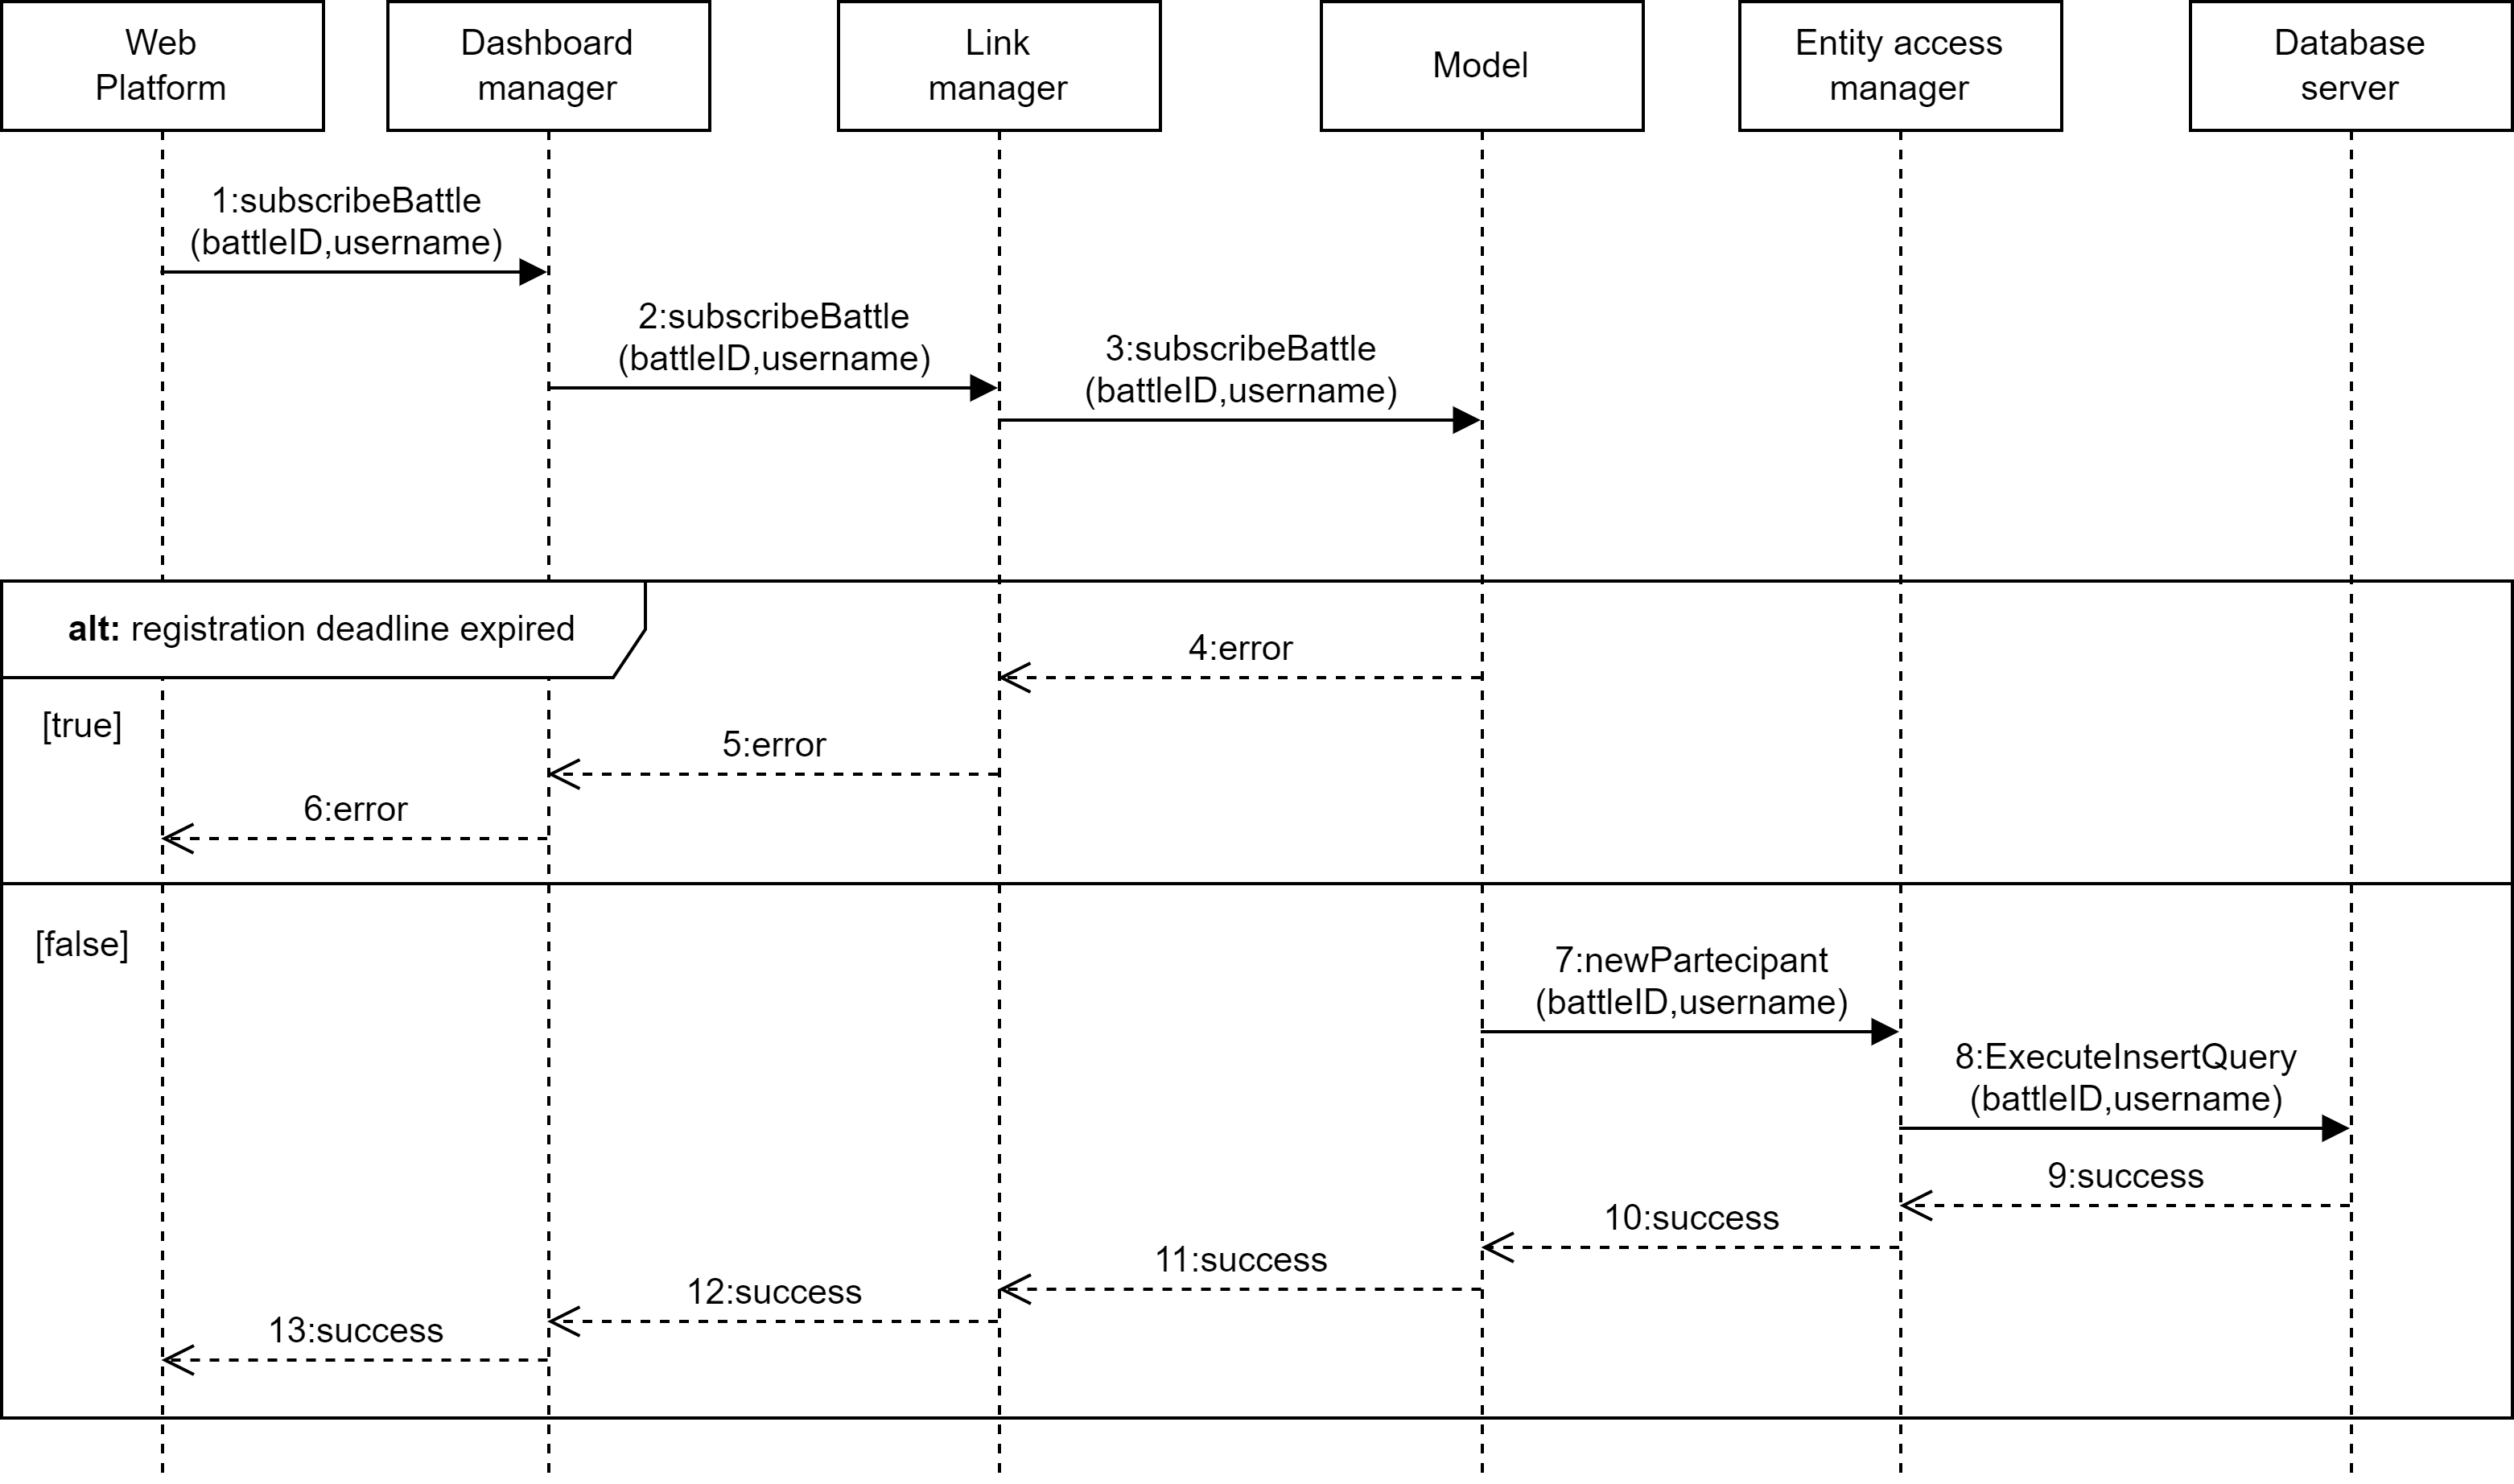 Web
Platform
Dashboard
manager
Link
manager
Model
Entity access
manager
Database
server
1:subscribeBattle
(battleID,username)
2:subscribeBattle
(battleID,username)
3:subscribeBattle
(battleID,username)
alt: registration deadline expired
4:error
[true]
5:error
6:error
[false]
7:newPartecipant
(battleID,username)
8:ExecuteInsertQuery
(battleID,username)
9:success
10:success
11:success
12:success
13:success